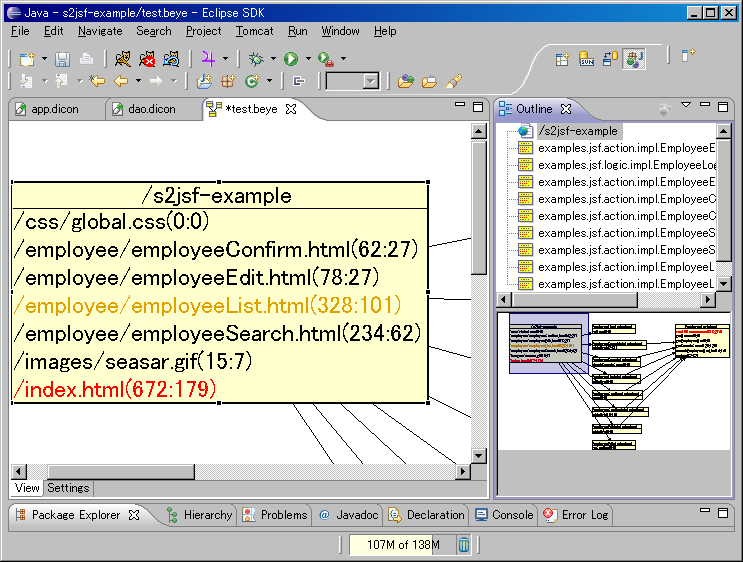 Java - s2jsf-example/test.beye - Eclipse SDK
File Edit Navigate Search Project Tomcat Run Window Help
app.dicon dao.dicon *test.beye
/s2jsf-example
/css/global.css(0:0)
/employee/employeeConfirm.html(62:27)
/employee/employeeEdit.html(78:27)
/employee/employeeList.html(328:101)
/employee/employeeSearch.html(234:62)
/images/seasar.gif(15:7)
/index.html(672:179)
View Settings
Outline
/s2jsf-example
examples.jsf.action.impl.EmployeeE
examples.jsf.logic.impl.EmployeeLog
examples.jsf.action.impl.EmployeeE
examples.jsf.action.impl.EmployeeC
examples.jsf.action.impl.EmployeeC
examples.jsf.action.impl.EmployeeS
examples.jsf.action.impl.EmployeeS
examples.jsf.action.impl.EmployeeL
examples.jsf.action.impl.EmployeeL
Package Explorer Hierarchy Problems Javadoc Declaration Console Error Log
107M of 138M